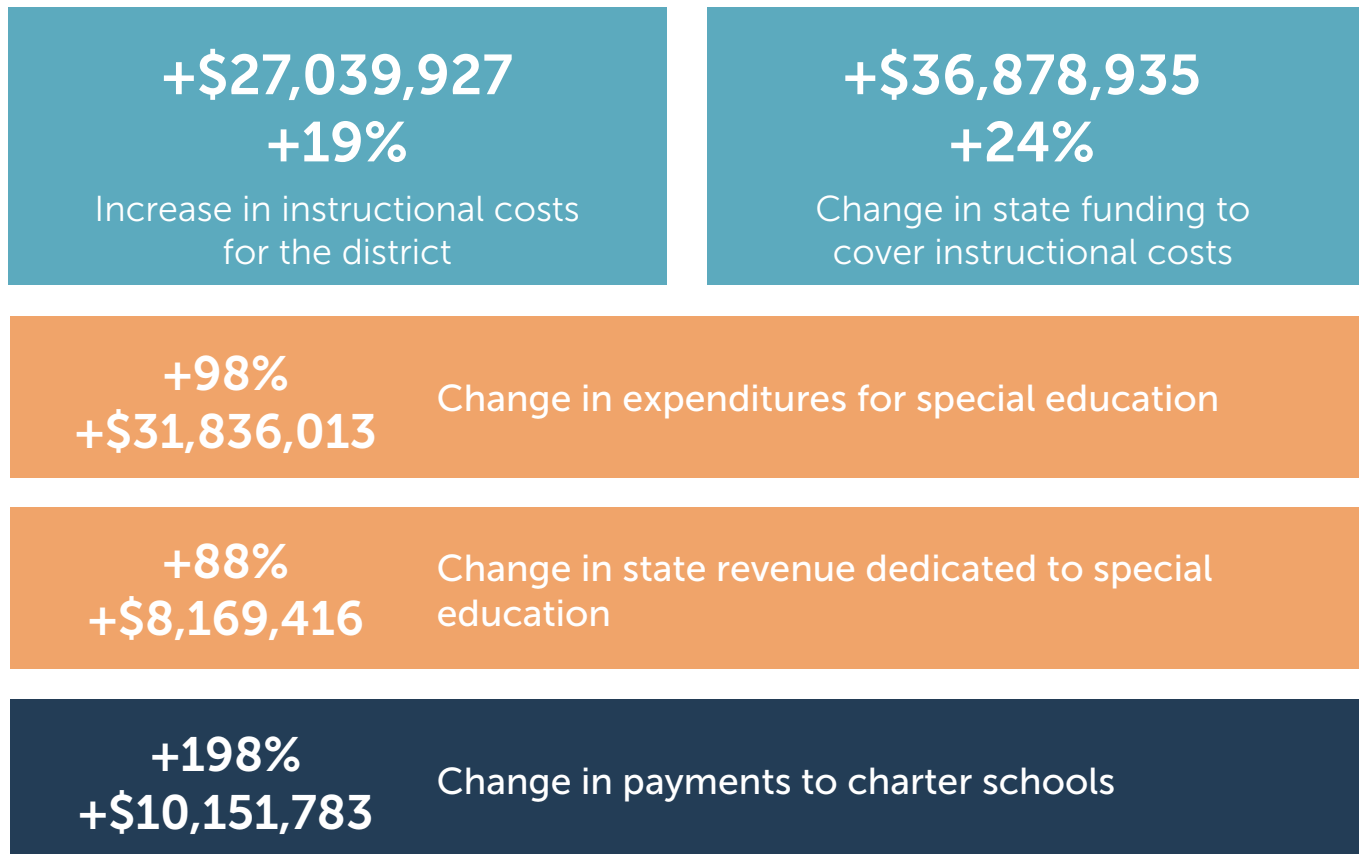 +$27,039,927
+19%
Increase in instructional costs
for the district
+$36,878,935
+24%
Change in state funding to
cover instructional costs
+98%
+$31,836,013
Change in expenditures for special education
+88%
+$8,169,416
Change in state revenue dedicated to special
education
+198%
+$10,151,783
Change in payments to charter schools